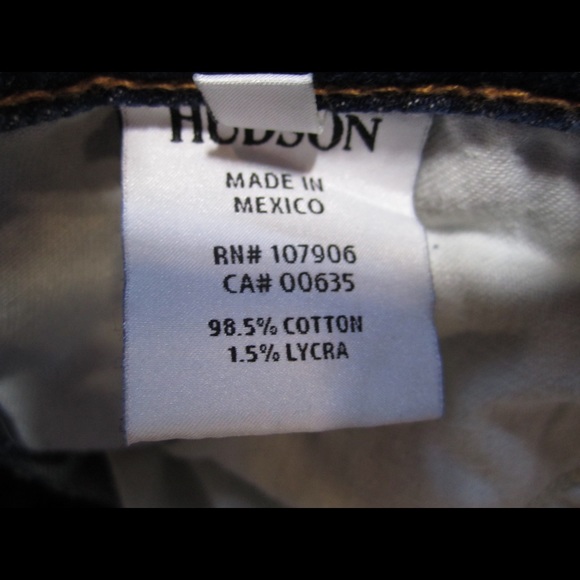 HUDSON
MADE IN
MEXICO
RN# 107906
CA# 00635
98.5% COTTON
1.5% LYCRA